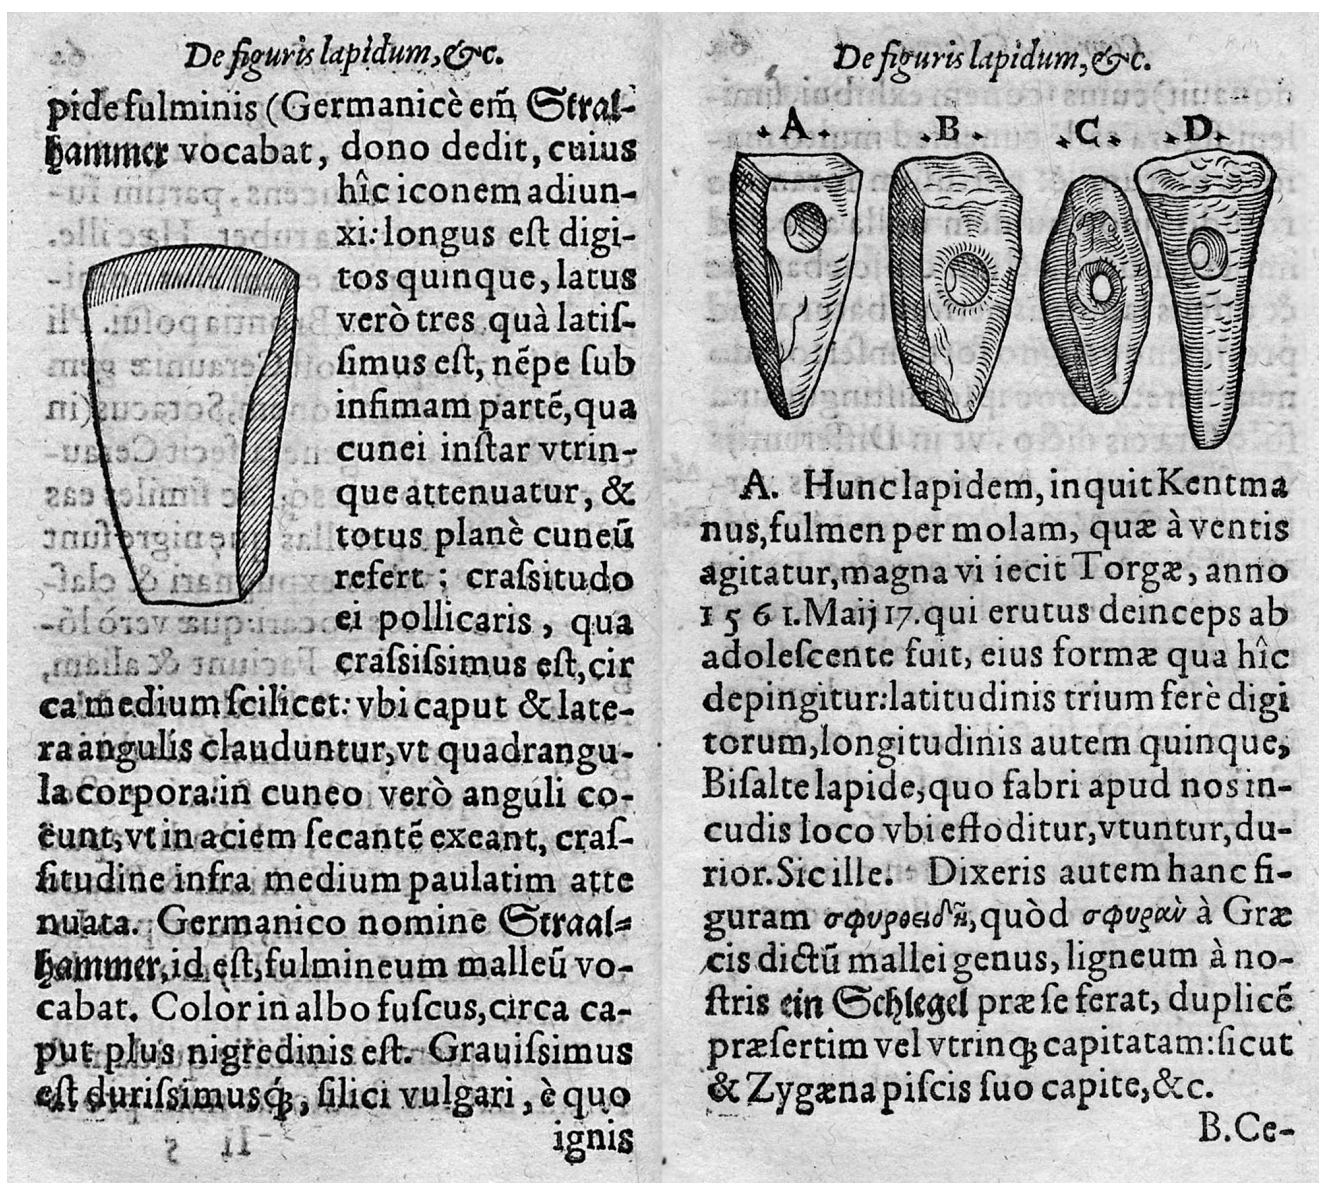 De figuris lapidum, &c.
pide fulminis (Germanicè em̃ Stral-
hammer vocabat, dono dedit, cuius
hîc iconem adiun-
xi: longus eſt digi-
tos quinque, latus
verò tres quà latiſ-
ſimus eſt, nẽpe ſub
infimam partẽ, qua
cunei inſtar vtrin-
que attenuatur, &
totus planè cuneũ
refert ; craſsitudo
ei pollicaris, qua
craſsiſsimus eſt, cir
ca medium ſcilicet: vbi caput & late-
ra angulis clauduntur, vt quadrangu-
la corpora: in cuneo verò anguli co-
ëunt, vt in aciem ſecantẽ exeant, craſ-
ſitudine infra medium paulatim atte
nuata. Germanico nomine Straal⸗
hammer, id eſt, fulmineum malleũ vo-
cabat. Color in albo fuſcus, circa ca-
put plus nigredinis eſt. Grauiſsimus
eſt duriſsimusq́ꝫ, ſilici vulgari, è quo
ignis
De figuris lapidum, &c.
A. B. C. D.
A. Hunc lapidem, inquit Kentma
nus, fulmen per molam, quæ à ventis
agitatur, magna vi iecit Torgæ, anno
1561. Maij 17. qui erutus deinceps ab
adoleſcente fuit, eius formæ qua hîc
depingitur: latitudinis trium ferè digi
torum, longitudinis autem quinque,
Biſalte lapide, quo fabri apud nos in-
cudis loco vbi effoditur, vtuntur, du-
rior. Sic ille. Dixeris autem hanc fi-
guram σφυροειδῆ, quòd σφυραὺ à Græ
cis dictũ mallei genus, ligneum à no-
ſtris ein Schlegel præ ſe ferat, duplicẽ
præſertim vel vtrinqꝫ capitatam: ſicut
& Zygæna piſcis ſuo capite, &c.
B. Ce-